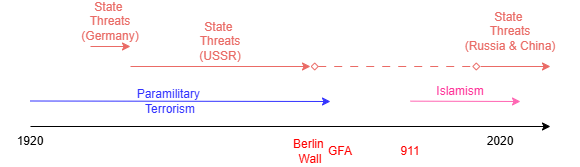 State
Threats
(Germany)
State
Threats
(USSR)
State
Threats
(Russia & China)
Paramilitary
Terrorism
Islamism
1920
Berlin
Wall
GFA
911
2020